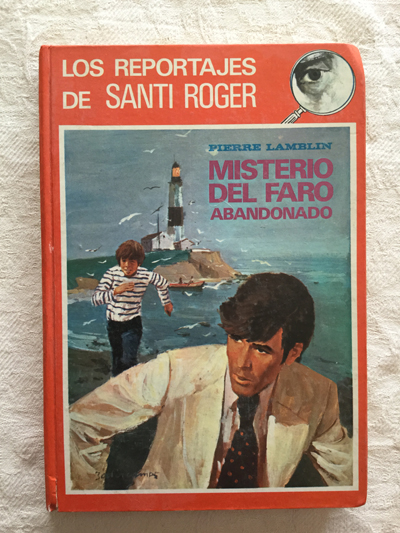 LOS REPORTAJES
DE SANTI ROGER
PIERRE LAMBLIN
MISTERIO
DEL FARO
ABANDONADO